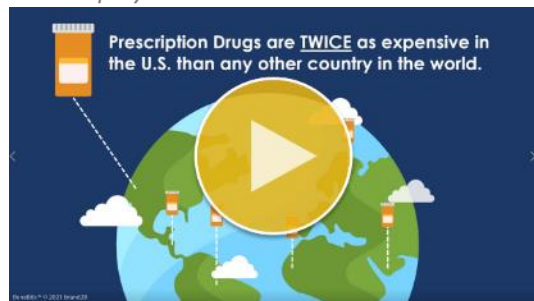 Prescription Drugs are TWICE as expensive in
the U.S. than any other country in the world.